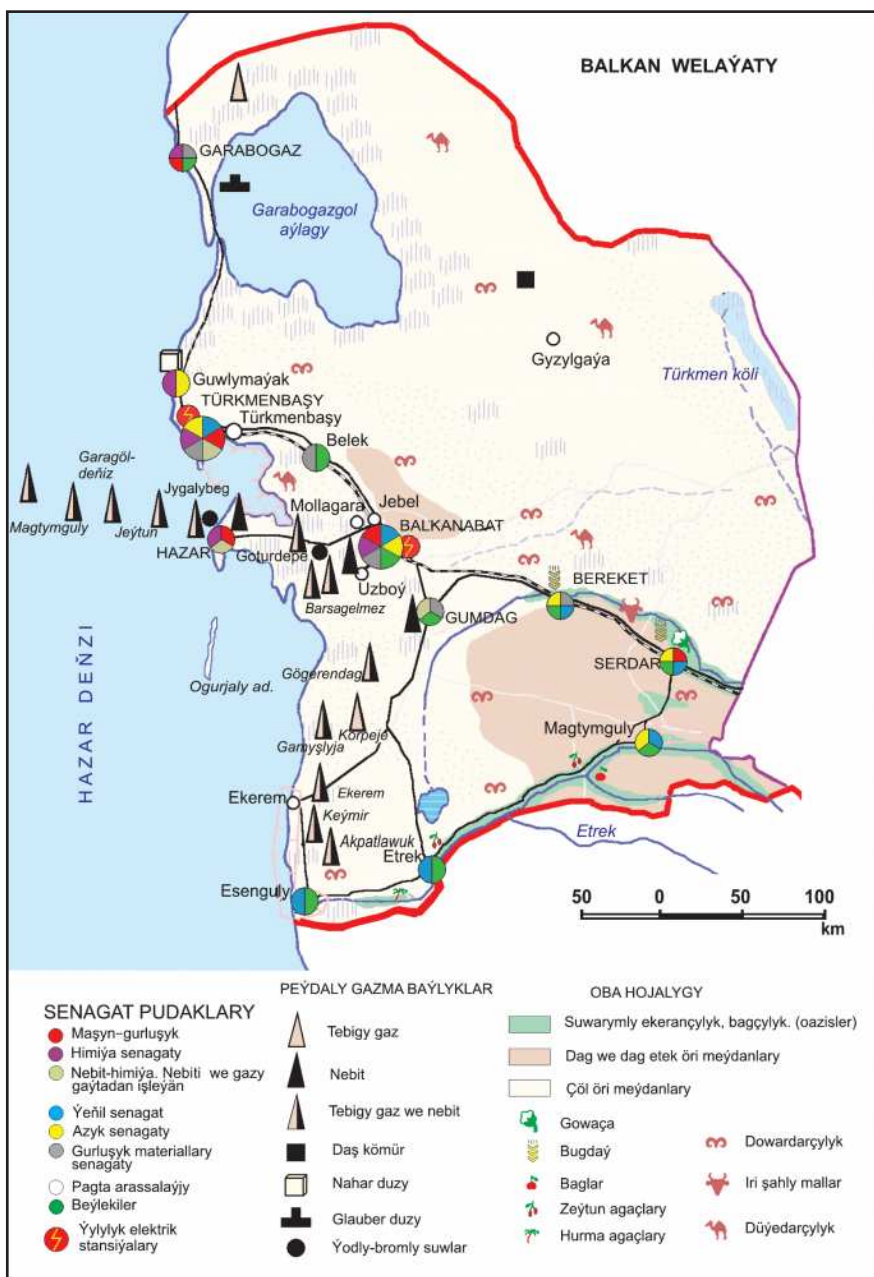 BALKAN WELAÝATY
GARABOGAZ
Garabogazgol
aýlagy
Gyzylgaýa
Türkmen köli
Guwlymaýak
TÜRKMENBAŞY
Türkmenbaşy
Belek
Garagöl-
deňiz
Jygalybeg
Magtymguly
Jeýtun
Mollagara
Jebel
BALKANABAT
HAZAR
Goturdepe
Uzboý
Barsagelmez
BEREKET
GUMDAG
SERDAR
HAZAR DEŇZI
Ogurjaly ad.
Gögerendag
Magtymguly
Körpeje
Gamyşlyja
Ekerem
Ekerem
Keýmir
Akpatlawuk
Etrek
Etrek
Esenguly
50 0 50 100
km
SENAGAT PUDAKLARY
Maşyn-gurluşyk
Himiýa senagaty
Nebit-himiýa. Nebiti we gazy
gaýtadan işleýän
Ýeňil senagat
Azyk senagaty
Gurluşyk materiallary
senagaty
Pagta arassalaýjy
Beýlekiler
Ýylylyk elektrik
stansiýalary
PEÝDALY GAZMA BAÝLYKLAR
Tebigy gaz
Nebit
Tebigy gaz we nebit
Daş kömür
Nahar duzy
Glauber duzy
Ýodly-bromly suwlar
OBA HOJALYGY
Suwarymly ekerançylyk, bagçylyk. (oazisler)
Dag we dag etek öri meýdanlary
Çöl öri meýdanlary
Gowaça
Bugdaý
Baglar
Zeýtun agaçlary
Hurma agaçlary
Dowardarçylyk
Iri şahly mallar
Düýedarçylyk